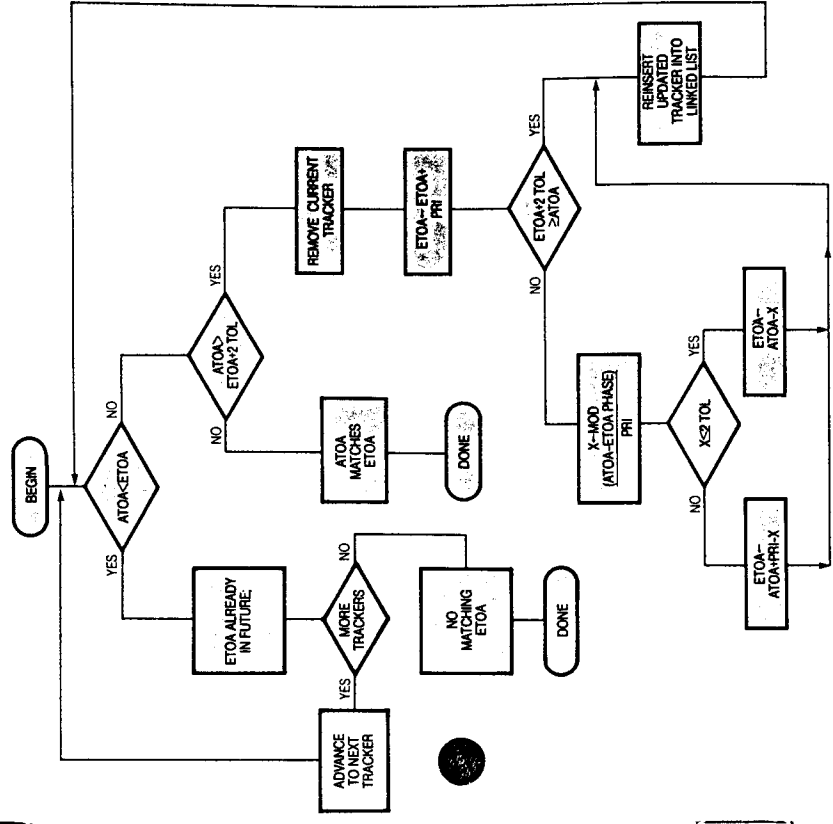 BEGIN
ATOA<ETOA
YES
NO
ETOA ALREADY
IN FUTURE;
MORE
TRACKERS
YES
NO
ADVANCE
TO NEXT
TRACKER
NO
MATCHING
ETOA
DONE
ATOA>
ETOA+2 TOL
NO
YES
ATOA
MATCHES
ETOA
DONE
REMOVE CURRENT
TRACKER
ETOA← ETOA+
PRI
ETOA+2 TOL
≥ATOA
NO
YES
X←MOD
(ATOA-ETOA PHASE)
PRI
X≤2 TOL
NO
YES
ETOA←
ATOA+PRI-X
ETOA←
ATOA-X
REINSERT
UPDATED
TRACKER INTO
LINKED LIST